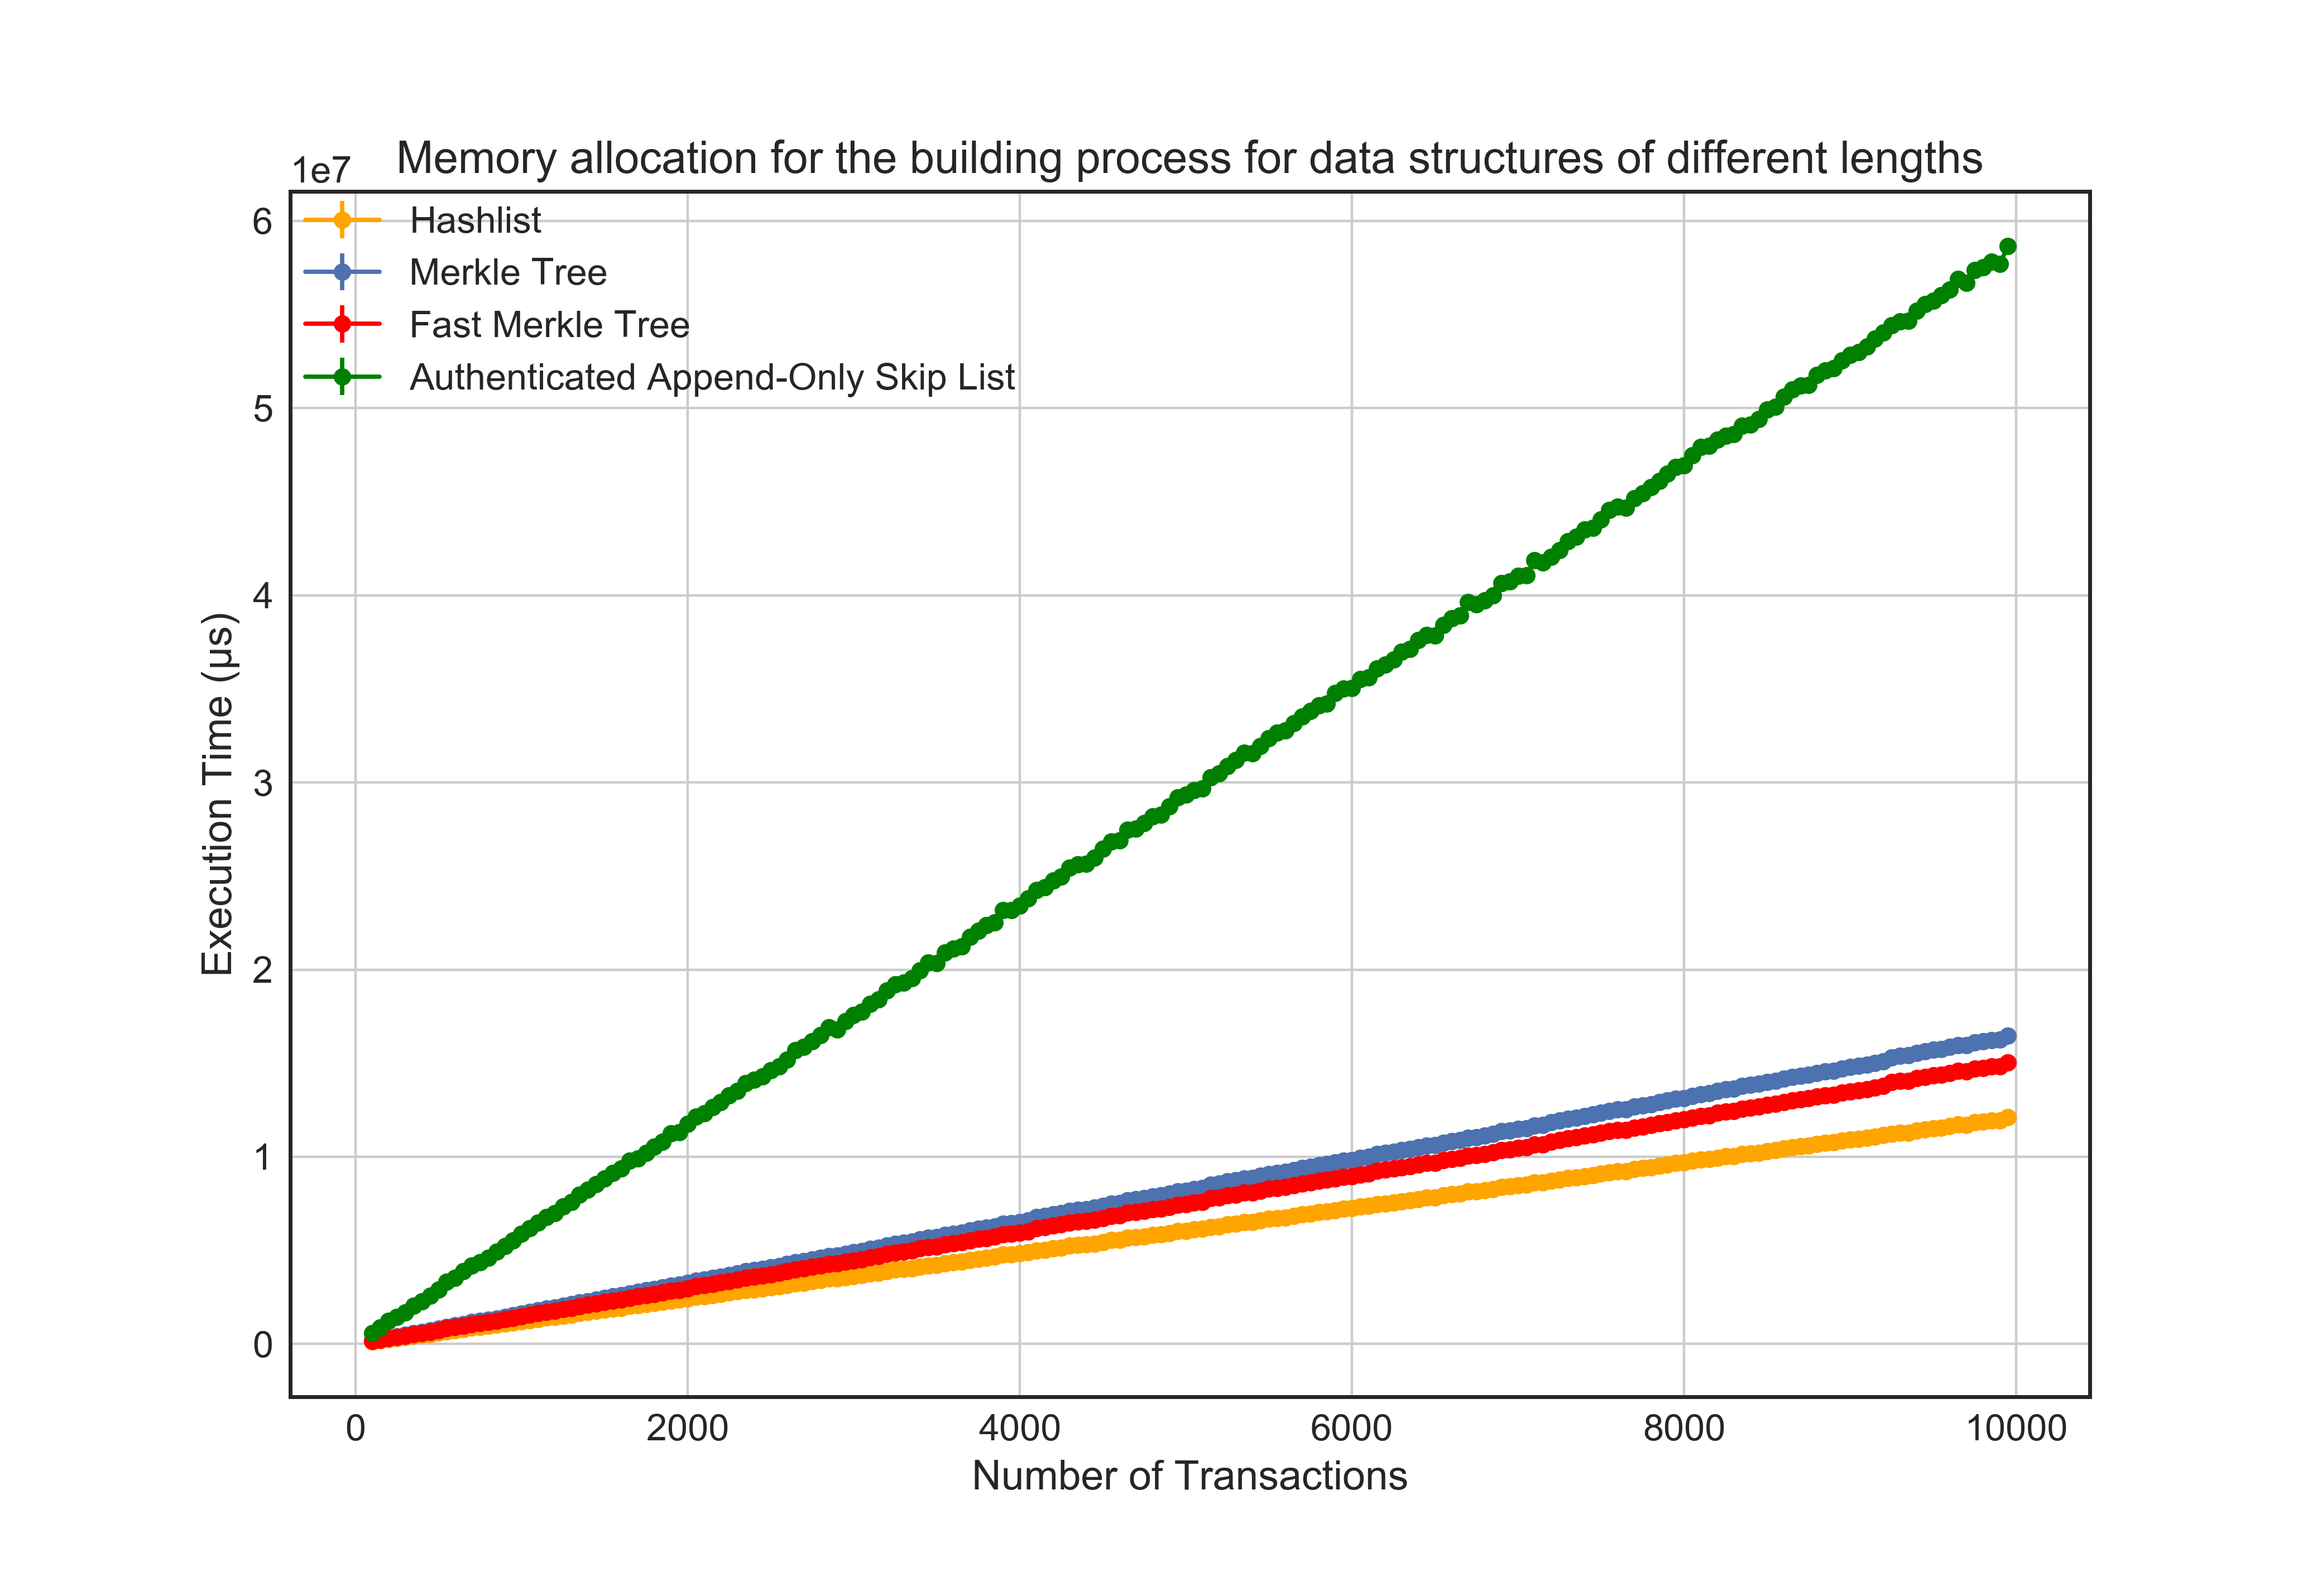 Memory allocation for the building process for data structures of different lengths
1e7
Hashlist
Merkle Tree
Fast Merkle Tree
Authenticated Append-Only Skip List
6
5
4
3
2
1
0
Execution Time (μs)
0 2000 4000 6000 8000 10000
Number of Transactions